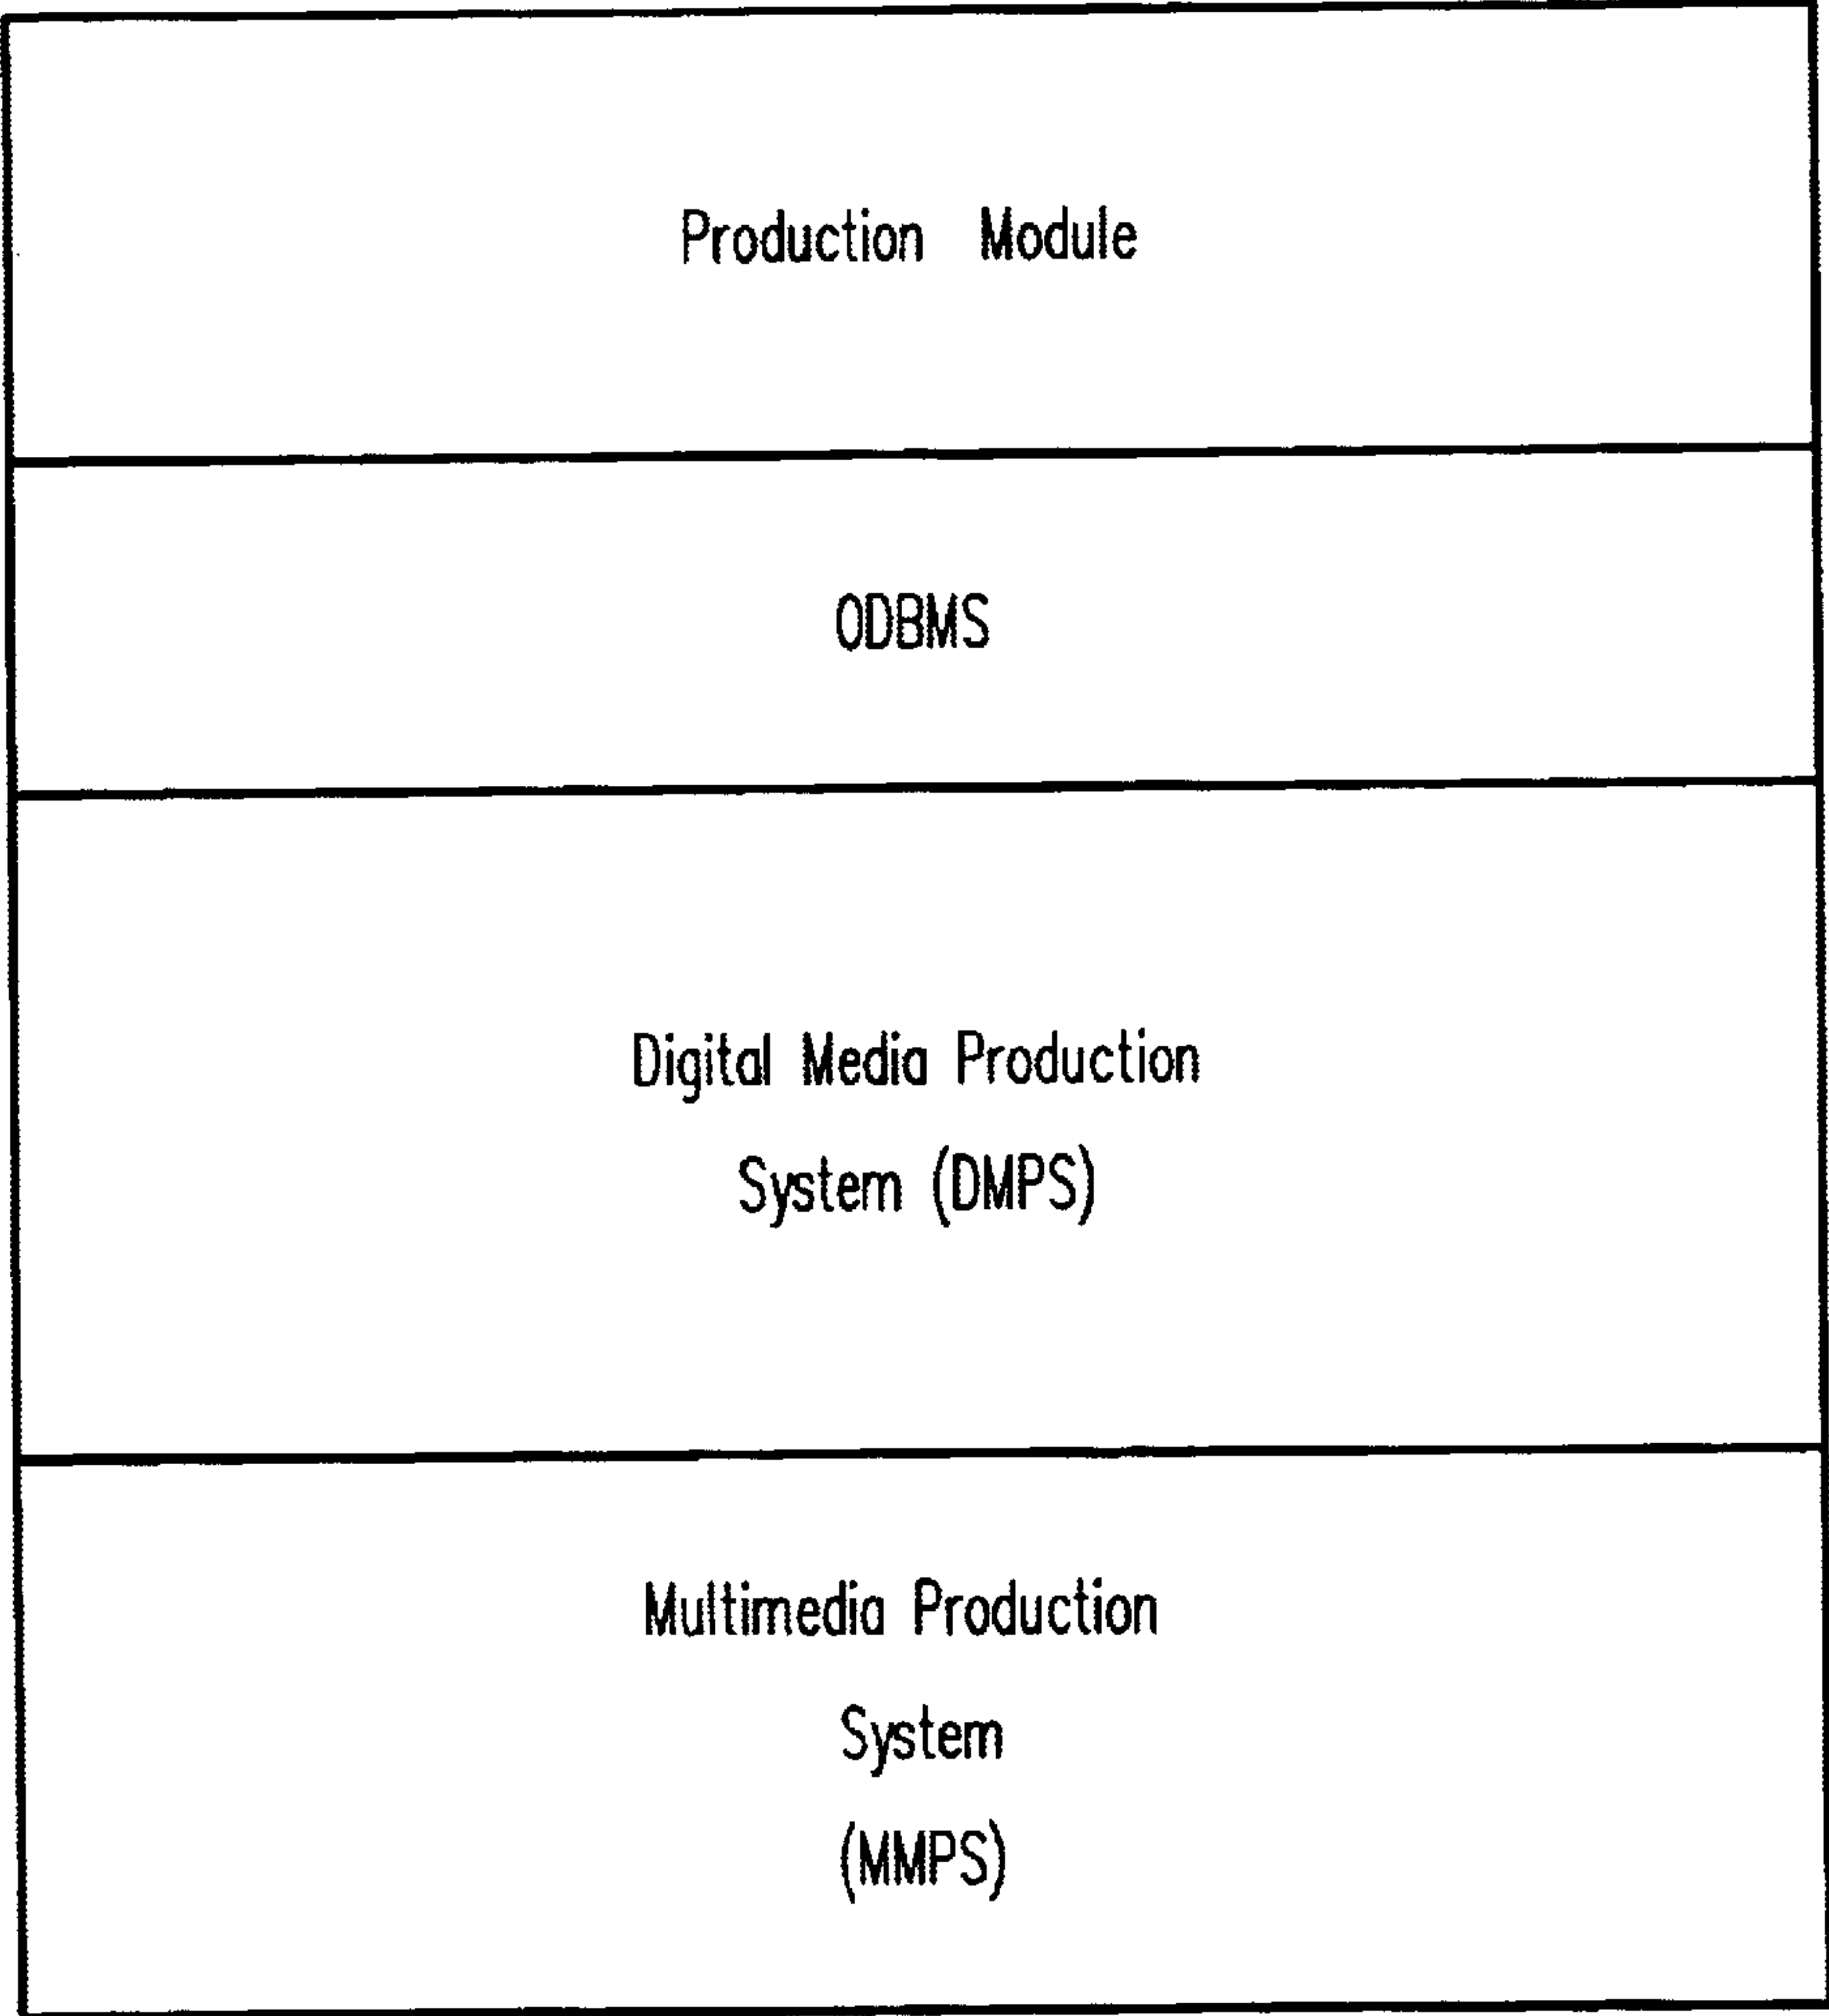 Production Module
ODBMS
Digital Media Production
System (DMPS)
Multimedia Production
System
(MMPS)